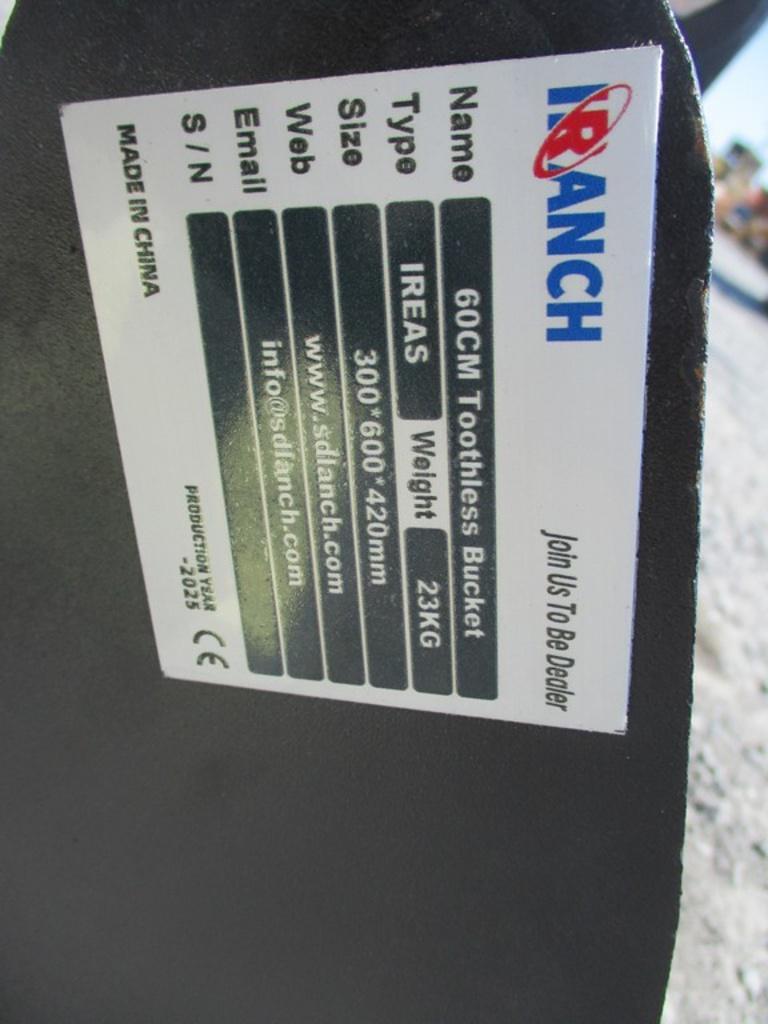 IRANCH
Join Us To Be Dealer
Name 60CM Toothless Bucket
Type IREAS Weight 23KG
Size 300*600*420mm
Web www.sdlanch.com
Email info@sdlanch.com
S / N
MADE IN CHINA
PRODUCTION YEAR
-2025
CE